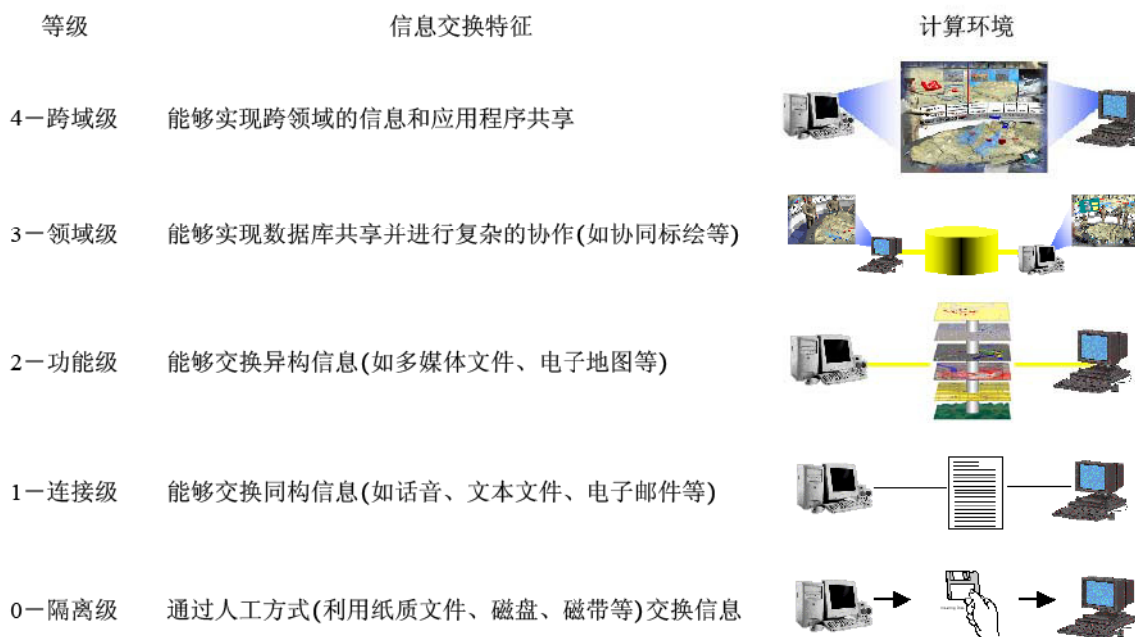 等级 信息交换特征 计算环境
4－跨域级 能够实现跨领域的信息和应用程序共享
3－领域级 能够实现数据库共享并进行复杂的协作(如协同标绘等)
2－功能级 能够交换异构信息(如多媒体文件、电子地图等)
1－连接级 能够交换同构信息(如话音、文本文件、电子邮件等)
0－隔离级 通过人工方式(利用纸质文件、磁盘、磁带等)交换信息